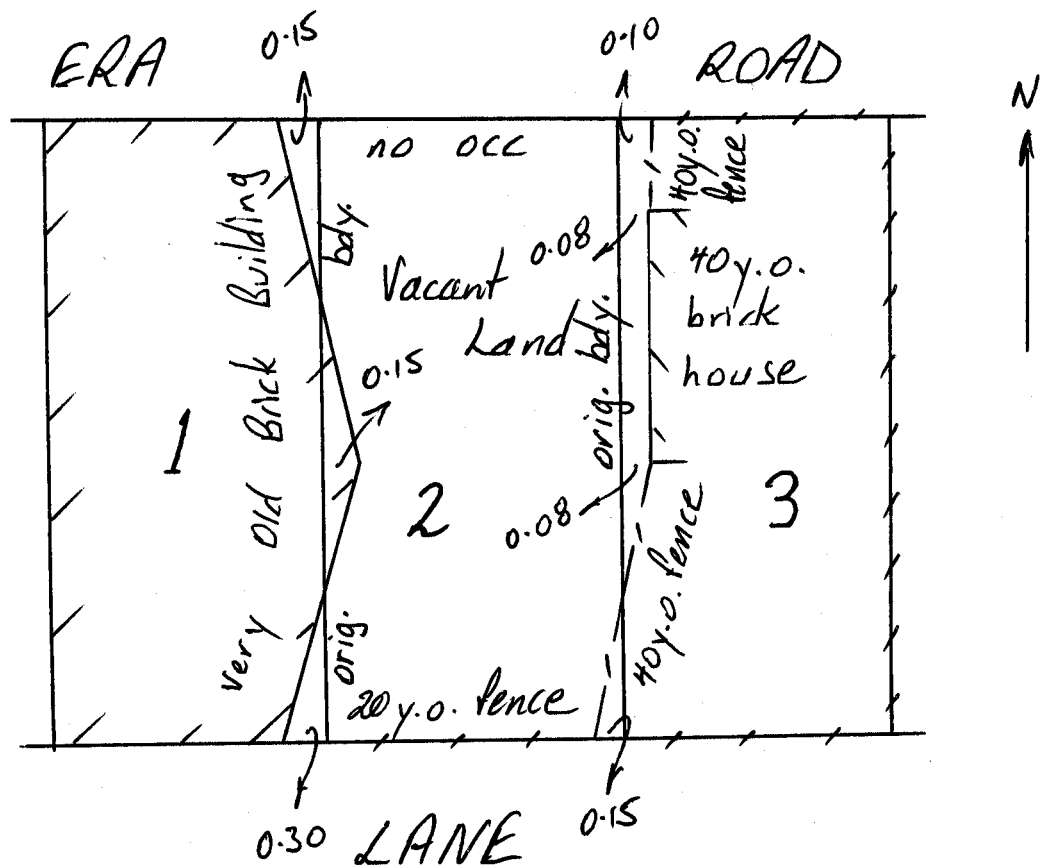 0.15
0.10
ERA
ROAD
N
no occ
40y.o.
fence
bdy.
Very Old Brick Building
0.08
Vacant
Land
40y.o.
brick
house
orig. bdy.
0.15
1
2
3
0.08
40y.o. fence
orig.
20y.o. fence
0.30
LANE
0.15